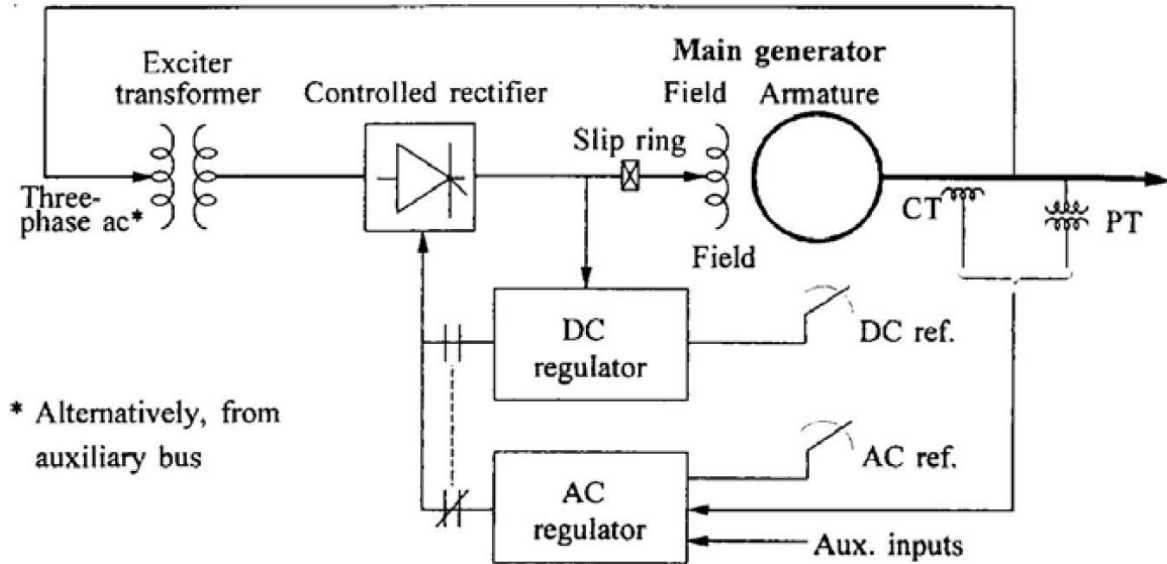 Main generator
Exciter
transformer
Controlled rectifier
Field
Armature
Slip ring
Three-
phase ac*
CT
PT
Field
DC
regulator
DC ref.
* Alternatively, from
auxiliary bus
AC ref.
AC
regulator
Aux. inputs